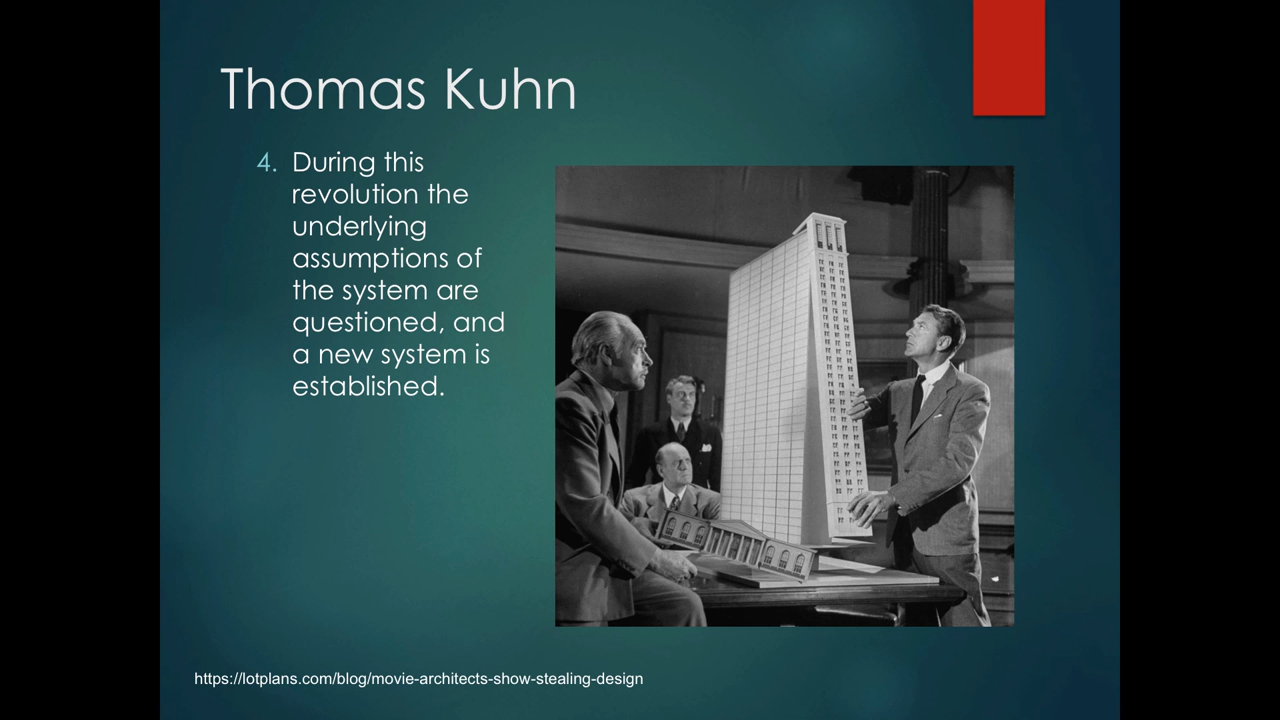 Thomas Kuhn
4. During this
revolution the
underlying
assumptions of
the system are
questioned, and
a new system is
established.
https://lotplans.com/blog/movie-architects-show-stealing-design